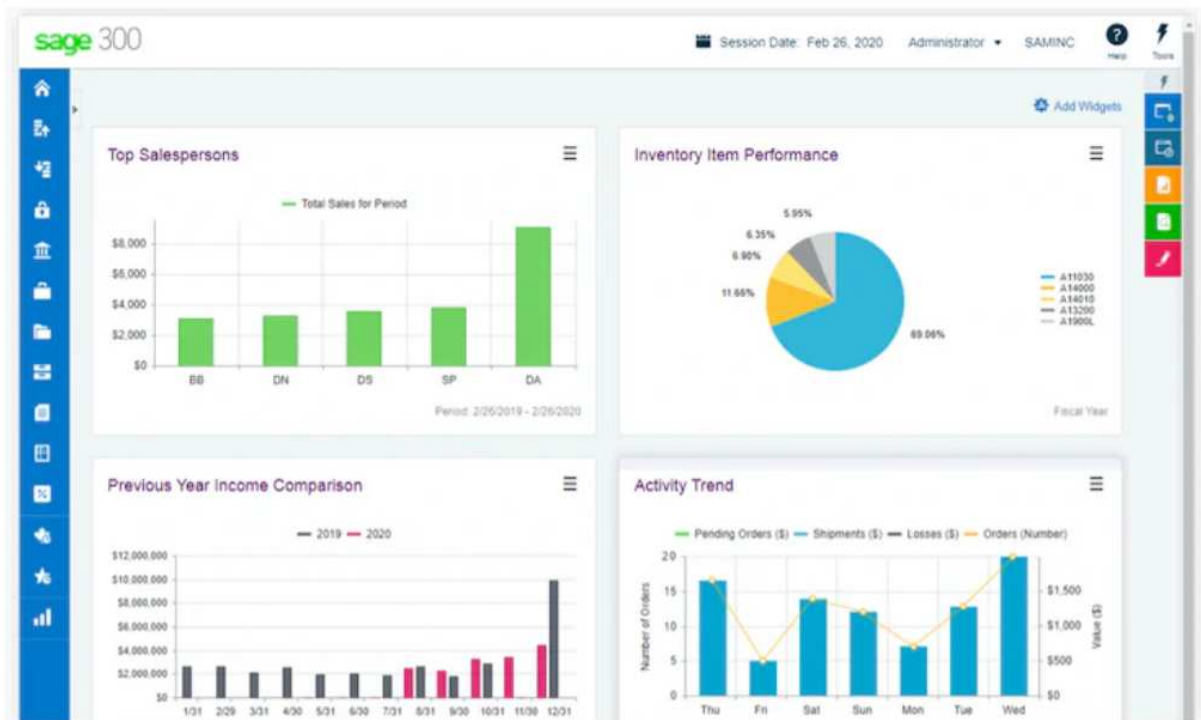 sage 300
Session Date: Feb 26, 2020 Administrator SAMINC Help Tools
Add Widgets
Top Salespersons
Total Sales for Period
$8,000
$6,000
$4,000
$2,000
$0
BB DN DS SP DA
Period: 2/26/2019 - 2/26/2020
Inventory Item Performance
5.95%
6.35%
6.98%
11.66%
69.06%
A11030
A14000
A14010
A13200
A1900L
Fiscal Year
Previous Year Income Comparison
2019 2020
$12,000,000
$10,000,000
$8,000,000
$6,000,000
$4,000,000
$2,000,000
$0
1/31 2/29 3/31 4/30 5/31 6/30 7/31 8/31 9/30 10/31 11/30 12/31
Activity Trend
Pending Orders ($) Shipments ($) Losses ($) Orders (Number)
Number of Orders
20
15
10
5
0
$1,500
$1,000
$500
$0
Value ($)
Thu Fri Sat Sun Mon Tue Wed